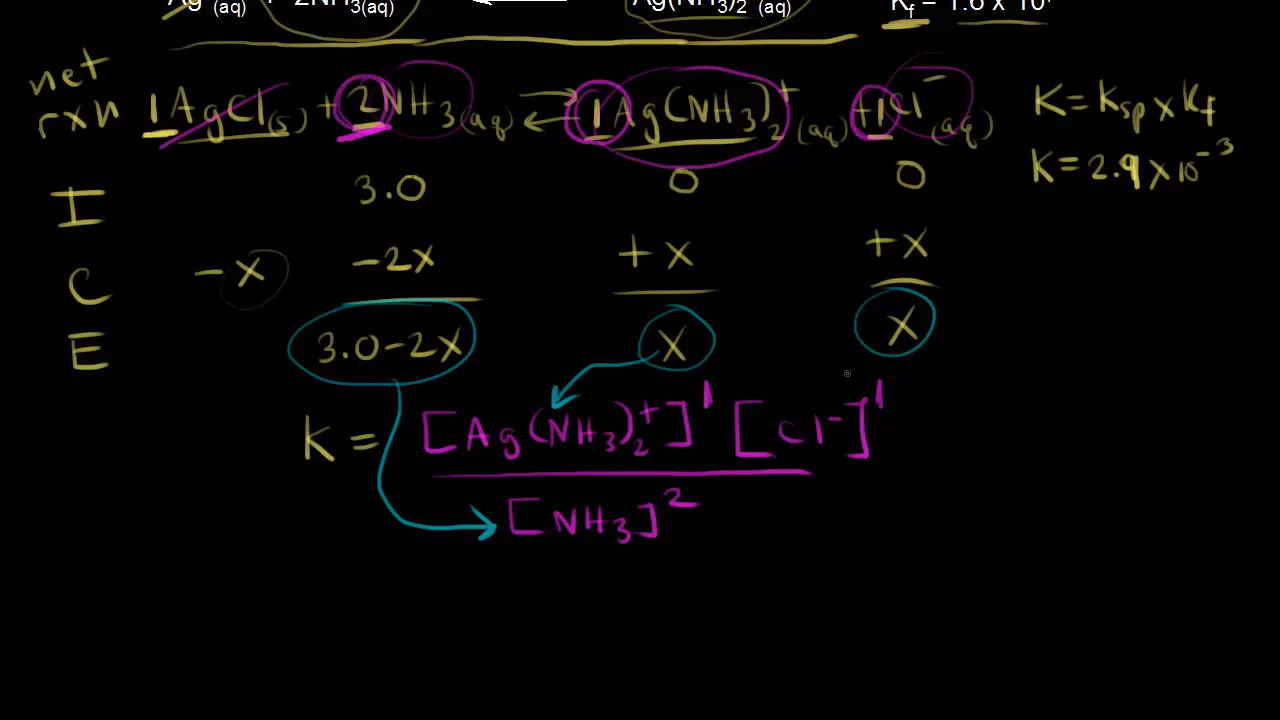 Ag (aq) + 2NH3(aq) Ag(NH3)2 (aq) Kf = 1.6 x 10
net
rxn 1AgCl(s) + 2NH3(aq) ⇌ 1Ag(NH3)2+(aq) + 1Cl−(aq) K = Ksp x Kf
K = 2.9 x 10−3
I 3.0 0 0
C −x −2x +x +x
E 3.0−2x x x
K = [Ag(NH3)2+]1 [Cl−]1
[NH3]2